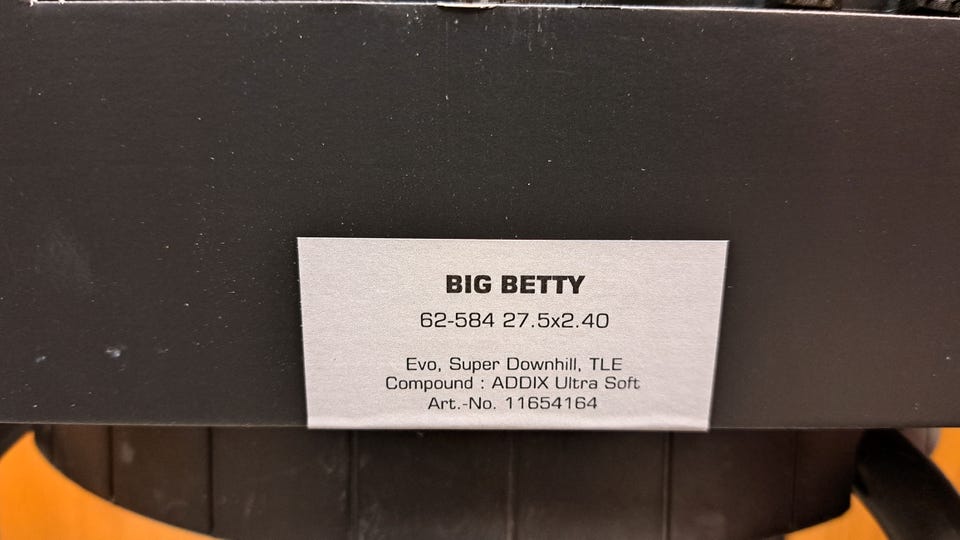 BIG BETTY
62-584 27.5x2.40
Evo, Super Downhill, TLE
Compound : ADDIX Ultra Soft
Art.-No. 11654164